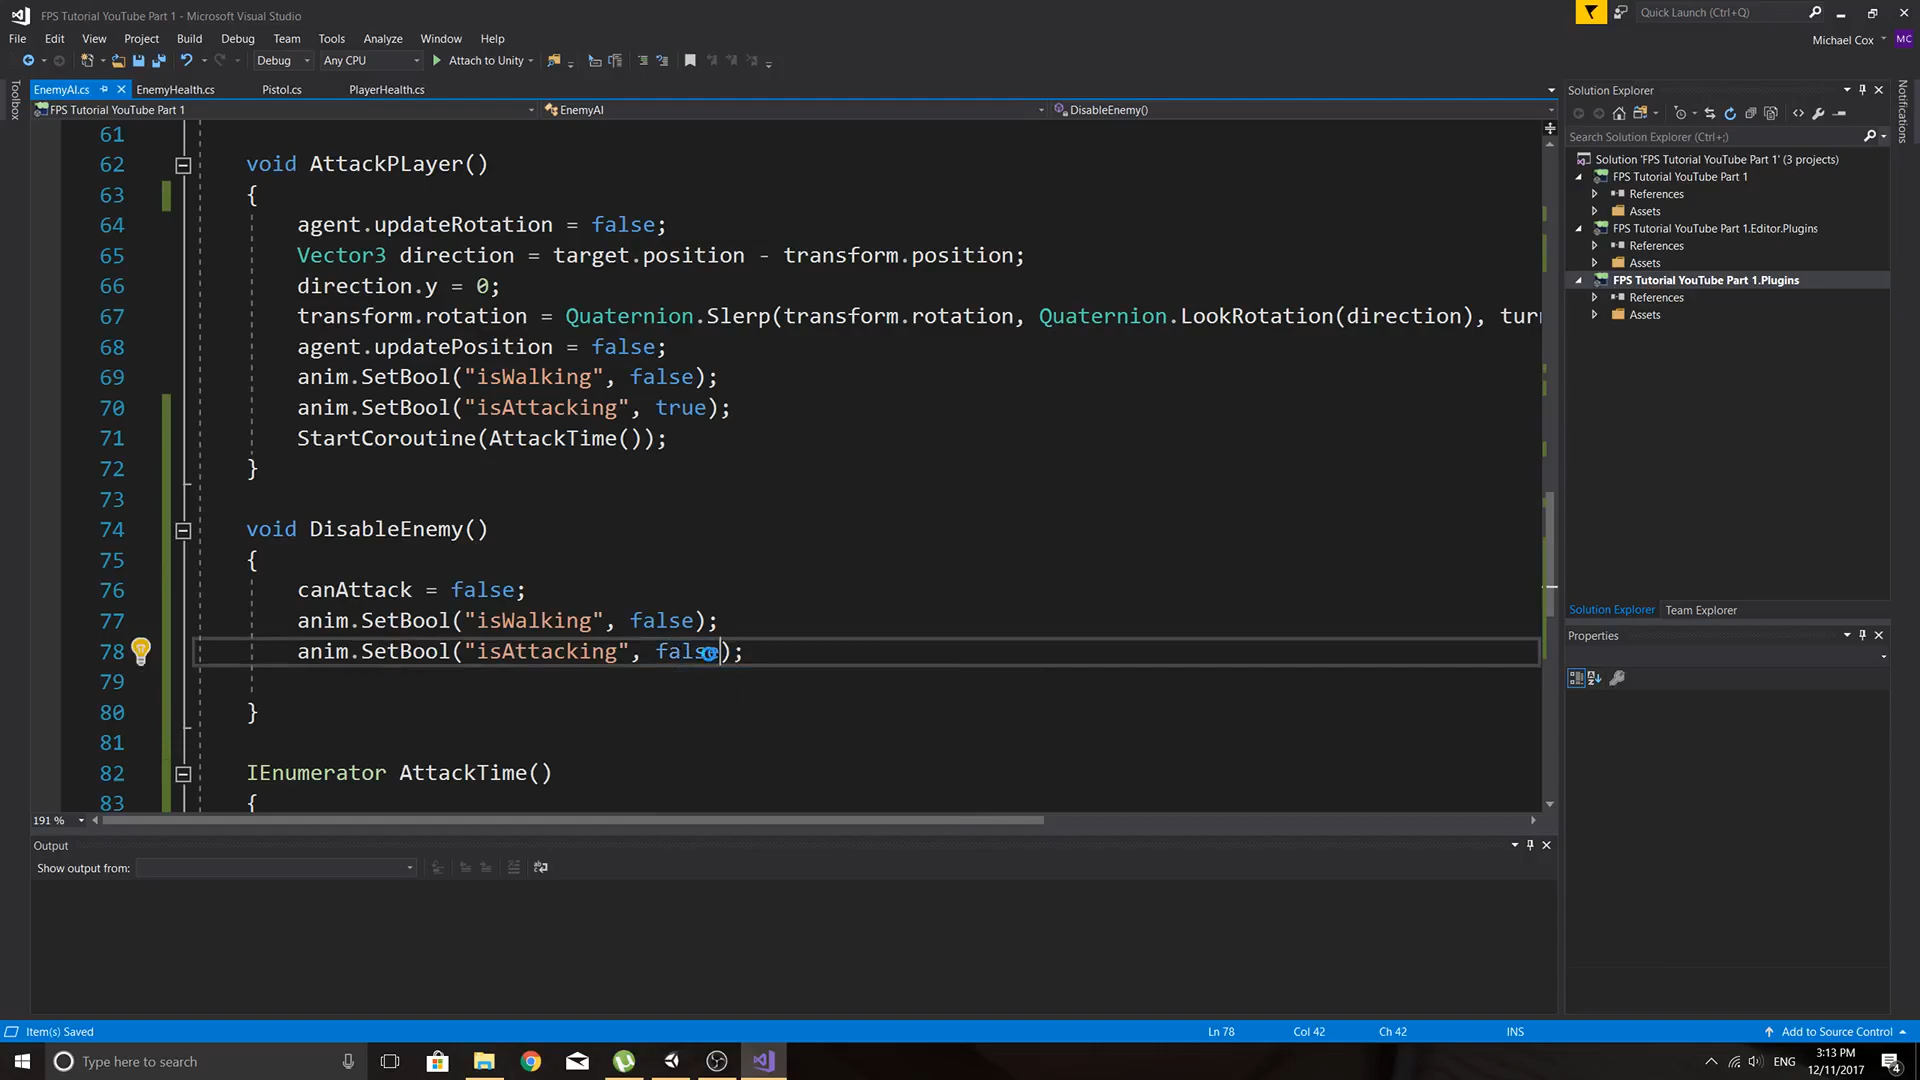 FPS Tutorial YouTube Part 1 - Microsoft Visual Studio
Quick Launch (Ctrl+Q)
File Edit View Project Build Debug Team Tools Analyze Window Help
Michael Cox MC
Debug Any CPU Attach to Unity
Toolbox
EnemyAI.cs EnemyHealth.cs Pistol.cs PlayerHealth.cs
FPS Tutorial YouTube Part 1 EnemyAI DisableEnemy()
61
62 void AttackPLayer()
63 {
64 agent.updateRotation = false;
65 Vector3 direction = target.position - transform.position;
66 direction.y = 0;
67 transform.rotation = Quaternion.Slerp(transform.rotation, Quaternion.LookRotation(direction), turn
68 agent.updatePosition = false;
69 anim.SetBool("isWalking", false);
70 anim.SetBool("isAttacking", true);
71 StartCoroutine(AttackTime());
72 }
73
74 void DisableEnemy()
75 {
76 canAttack = false;
77 anim.SetBool("isWalking", false);
78 anim.SetBool("isAttacking", false);
79
80 }
81
82 IEnumerator AttackTime()
83 {
191 %
Output
Show output from:
Solution Explorer
Search Solution Explorer (Ctrl+;)
Solution 'FPS Tutorial YouTube Part 1' (3 projects)
FPS Tutorial YouTube Part 1
References
Assets
FPS Tutorial YouTube Part 1.Editor.Plugins
References
Assets
FPS Tutorial YouTube Part 1.Plugins
References
Assets
Solution Explorer Team Explorer
Properties
Notifications
Item(s) Saved Ln 78 Col 42 Ch 42 INS Add to Source Control
Type here to search
ENG 3:13 PM
12/11/2017
4